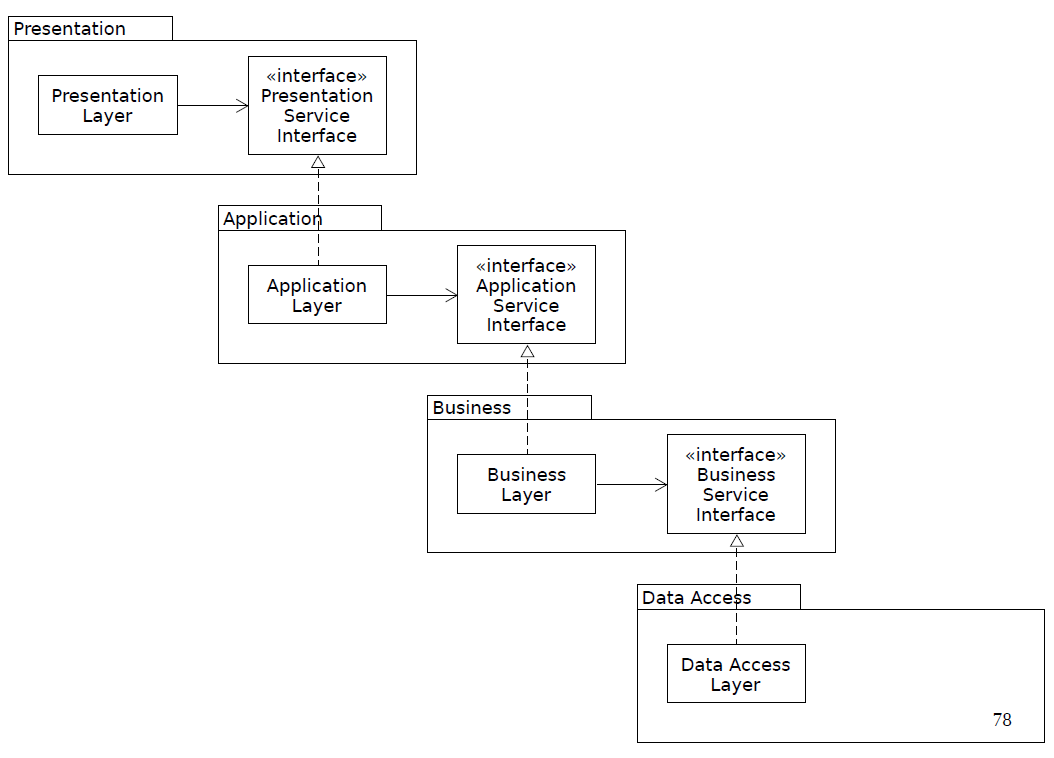 Presentation
Presentation
Layer
«interface»
Presentation
Service
Interface
Application
Application
Layer
«interface»
Application
Service
Interface
Business
Business
Layer
«interface»
Business
Service
Interface
Data Access
Data Access
Layer
78